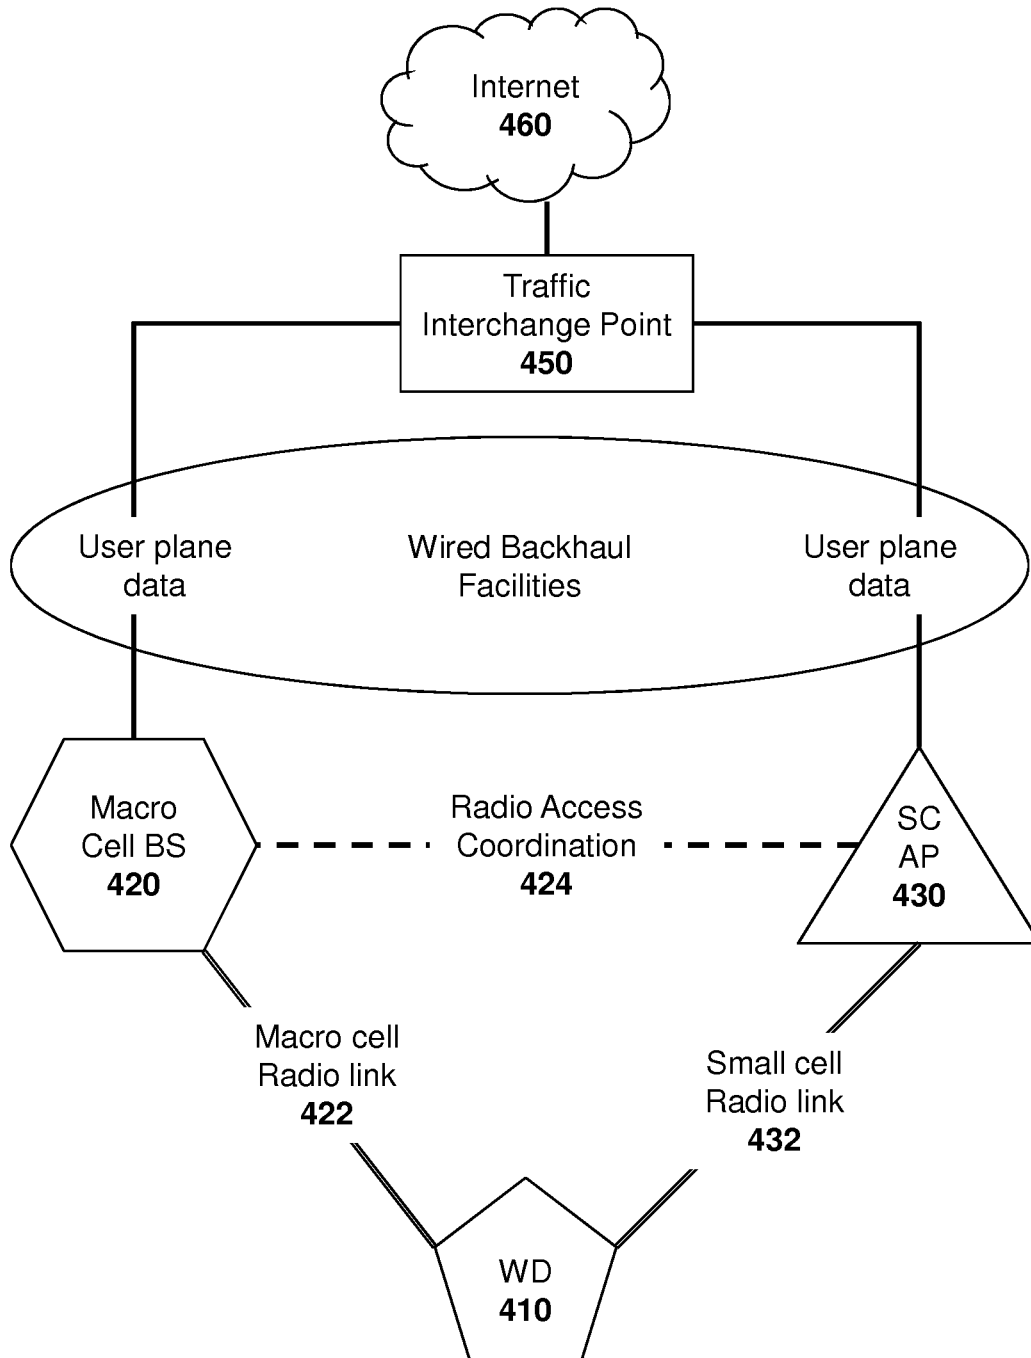 Internet
460
Traffic
Interchange Point
450
User plane
data
Wired Backhaul
Facilities
User plane
data
Macro
Cell BS
420
Radio Access
Coordination
424
SC
AP
430
Macro cell
Radio link
422
Small cell
Radio link
432
WD
410